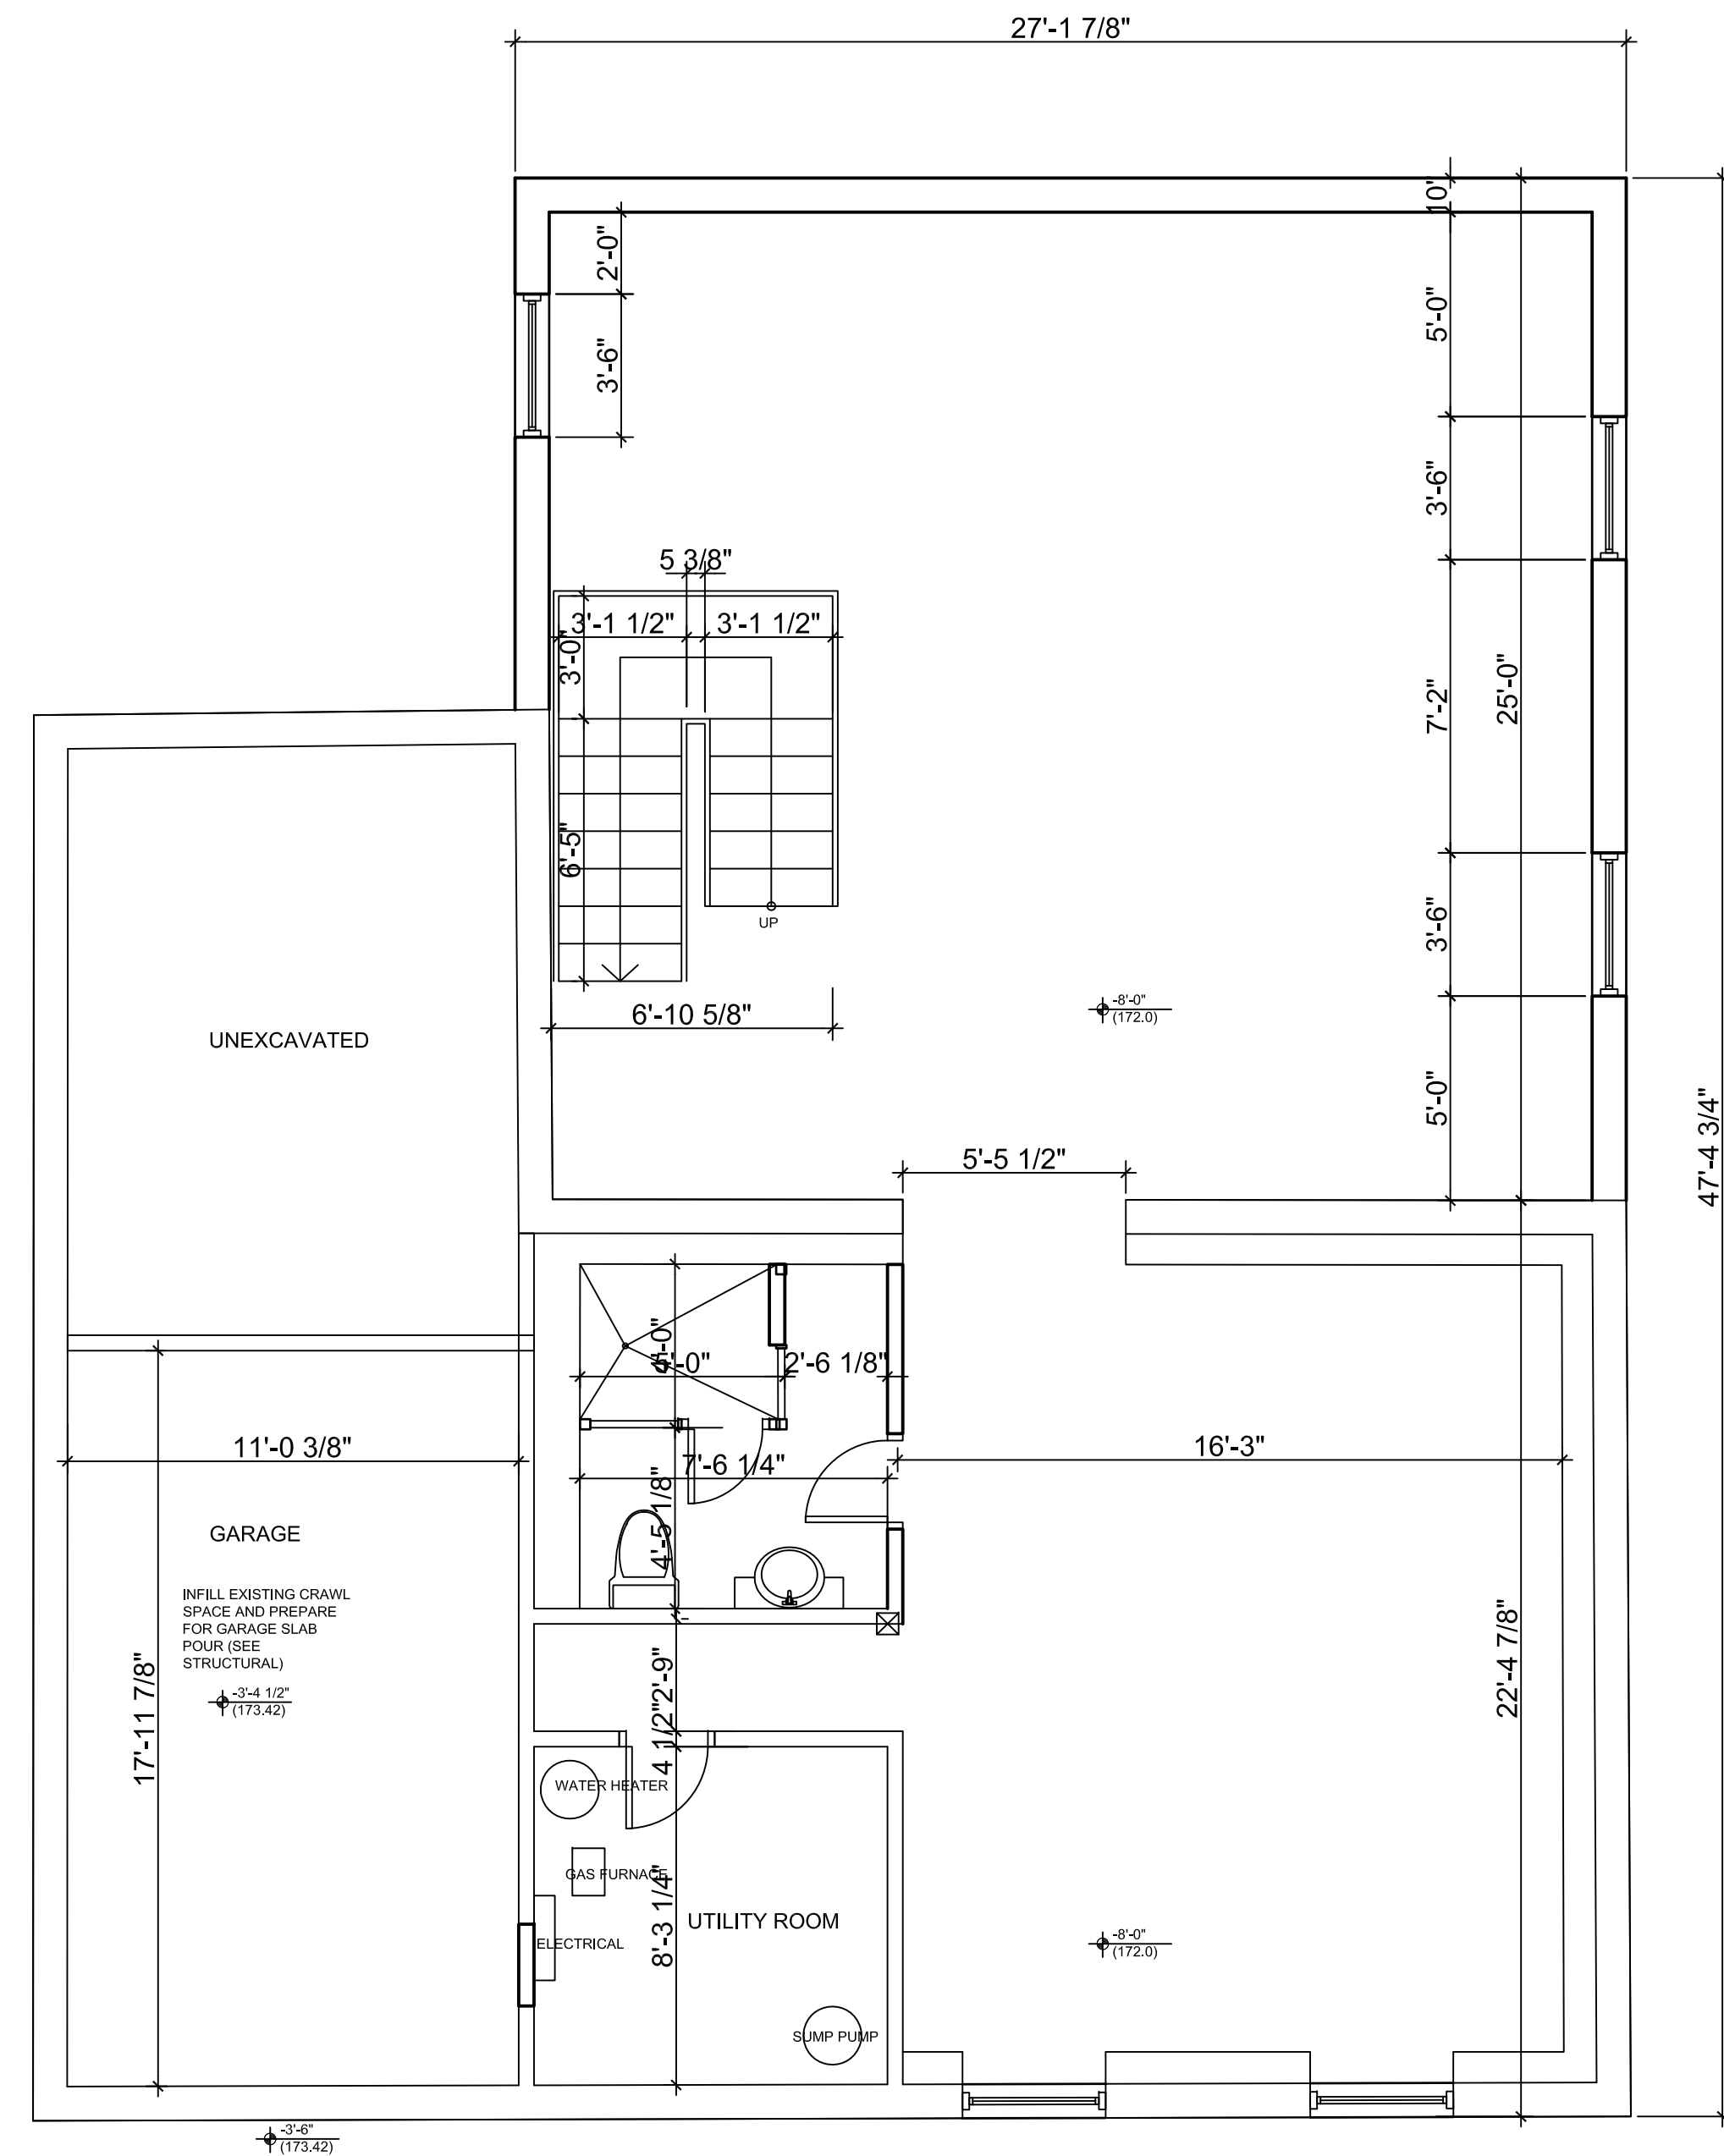 27'-1 7/8"
10"
2'-0"
5'-0"
3'-6"
3'-6"
5 3/8"
3'-1 1/2"
3'-1 1/2"
3'-0"
7'-2"
25'-0"
6'-5"
UP
3'-6"
-8'-0"
(172.0)
6'-10 5/8"
UNEXCAVATED
5'-0"
47'-4 3/4"
5'-5 1/2"
4'-0"
5'-0"
2'-6 1/8"
11'-0 3/8"
7'-6 1/4"
16'-3"
4'-5 1/8"
GARAGE
INFILL EXISTING CRAWL
SPACE AND PREPARE
FOR GARAGE SLAB
POUR (SEE
STRUCTURAL)
-3'-4 1/2"
(173.42)
17'-11 7/8"
2'-9"
22'-4 7/8"
4 1/2"
WATER HEATER
GAS FURNACE
8'-3 1/4"
UTILITY ROOM
ELECTRICAL
-8'-0"
(172.0)
SUMP PUMP
-3'-6"
(173.42)